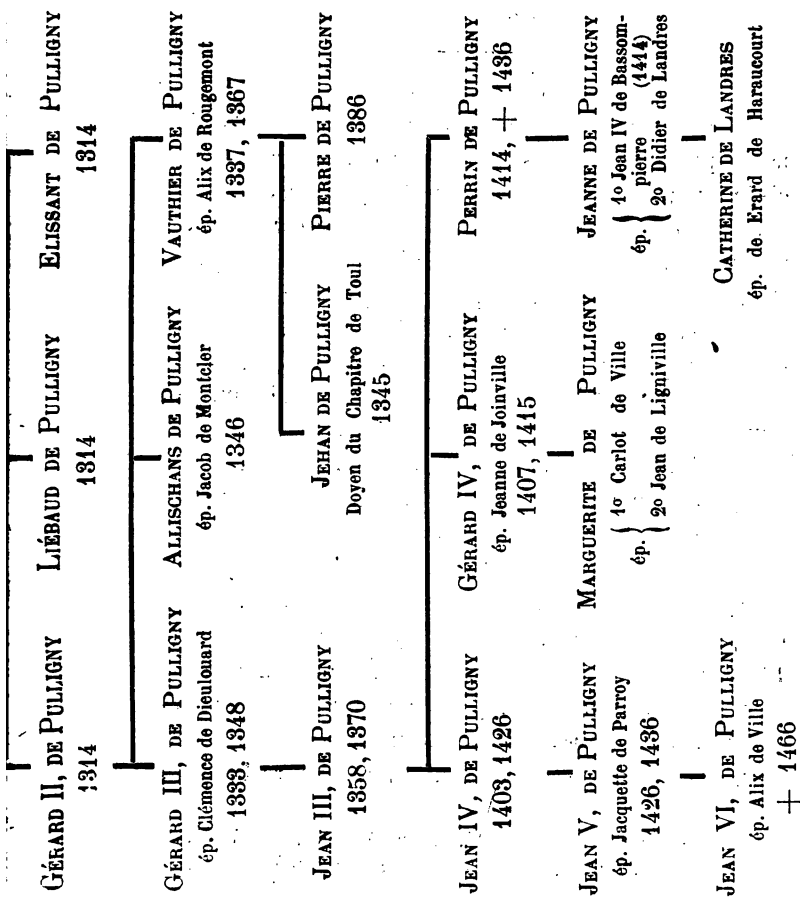 GÉRARD II, DE PULLIGNY
1314
LIÉBAUD DE PULLIGNY
1314
ELISSANT DE PULLIGNY
1314
GÉRARD III, DE PULLIGNY
ép. Clémence de Dieulouard
1333, 1348
ALLISCHANS DE PULLIGNY
ép. Jacob de Montcler
1346
VAUTHIER DE PULLIGNY
ép. Alix de Rougemont
1337, 1367
JEAN III, DE PULLIGNY
1358, 1370
JEHAN DE PULLIGNY
Doyen du Chapitre de Toul
1345
PIERRE DE PULLIGNY
1386
JEAN IV, DE PULLIGNY
1403, 1426
GÉRARD IV, DE PULLIGNY
ép. Jeanne de Joinville
1407, 1415
PERRIN DE PULLIGNY
1414, + 1436
JEAN V, DE PULLIGNY
ép. Jacquette de Parroy
1426, 1436
MARGUERITE DE PULLIGNY
ép. { 1o Carlot de Ville
2o Jean de Ligniville
JEANNE DE PULLIGNY
ép. { 1o Jean IV de Bassom-
pierre (1414)
2o Didier de Landres
JEAN VI, DE PULLIGNY
ép. Alix de Ville
+ 1466
CATHERINE DE LANDRES
ép. de Erard de Haraucourt